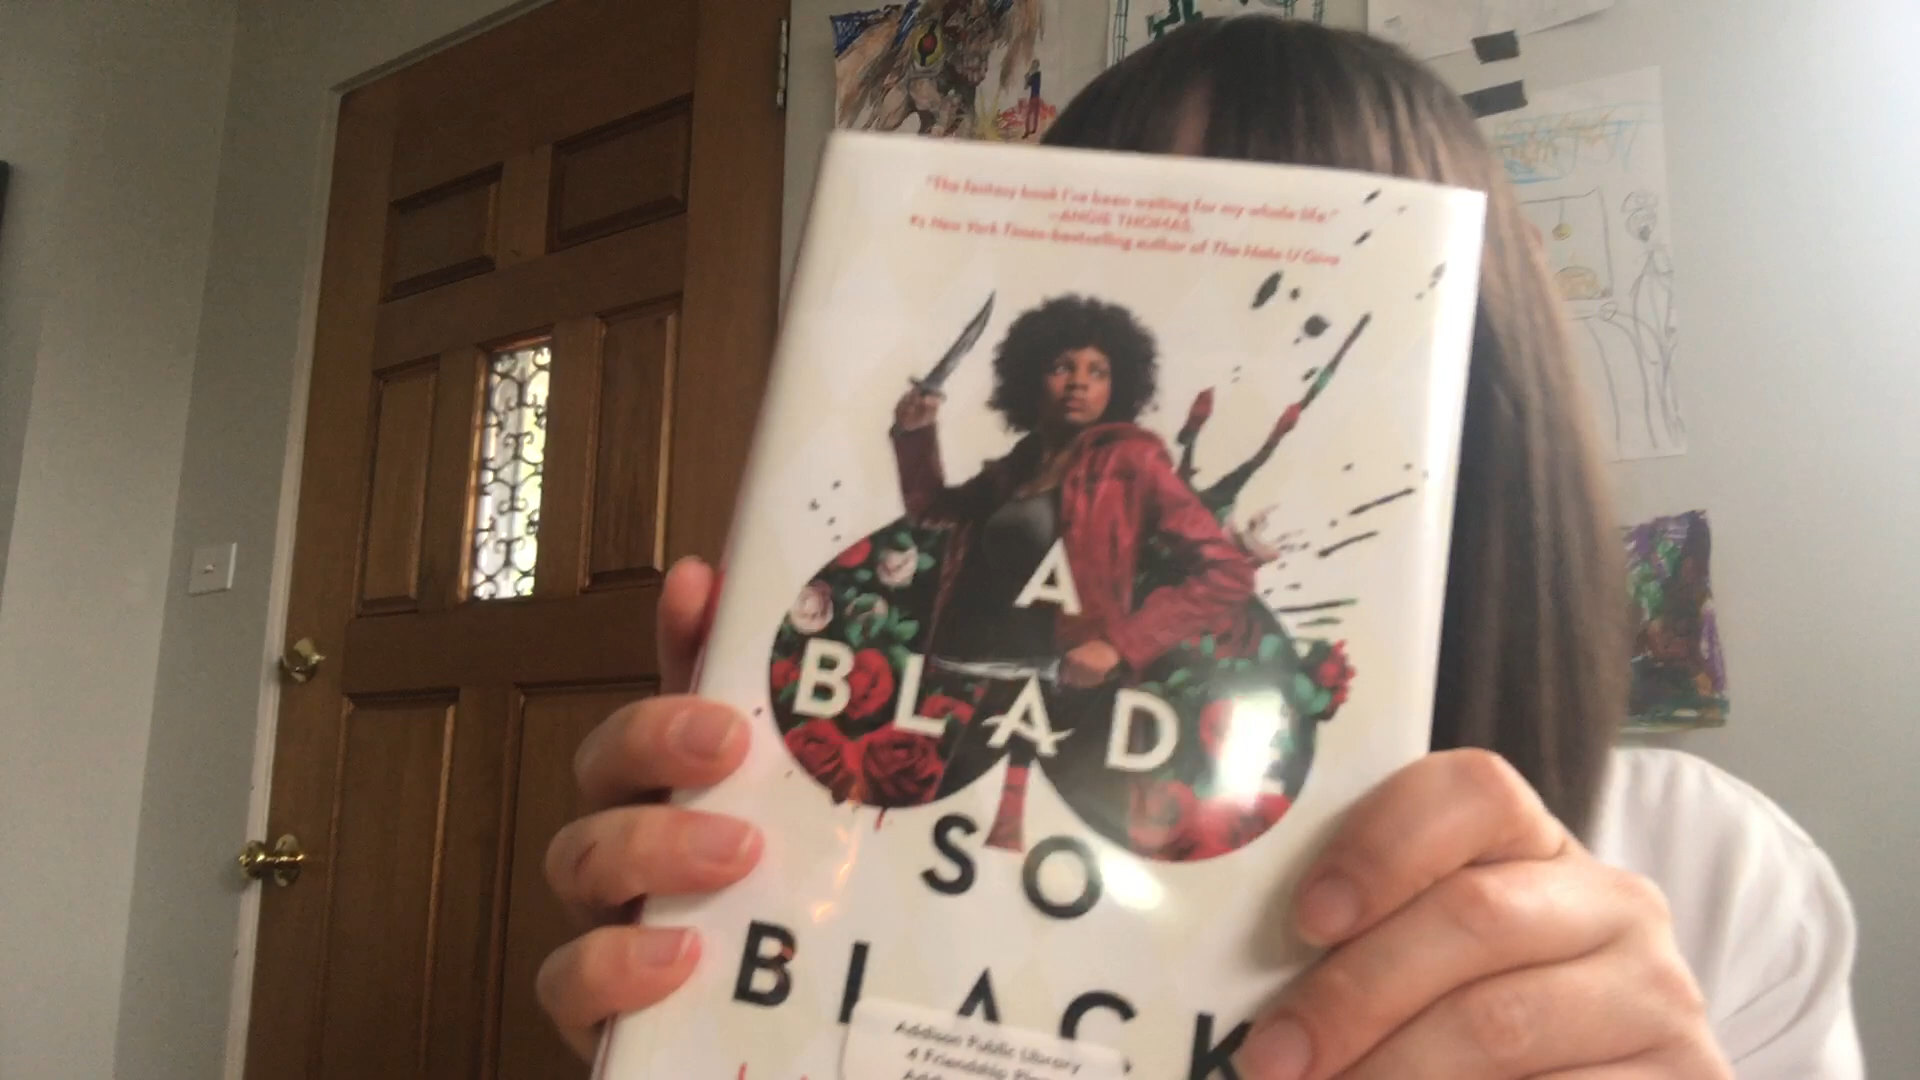 "The fantasy book I've been waiting for my whole life."
—ANGIE THOMAS,
#1 New York Times-bestselling author of The Hate U Give
A
BLADE
SO
BLACK
Addison Public Library
4 Friendship